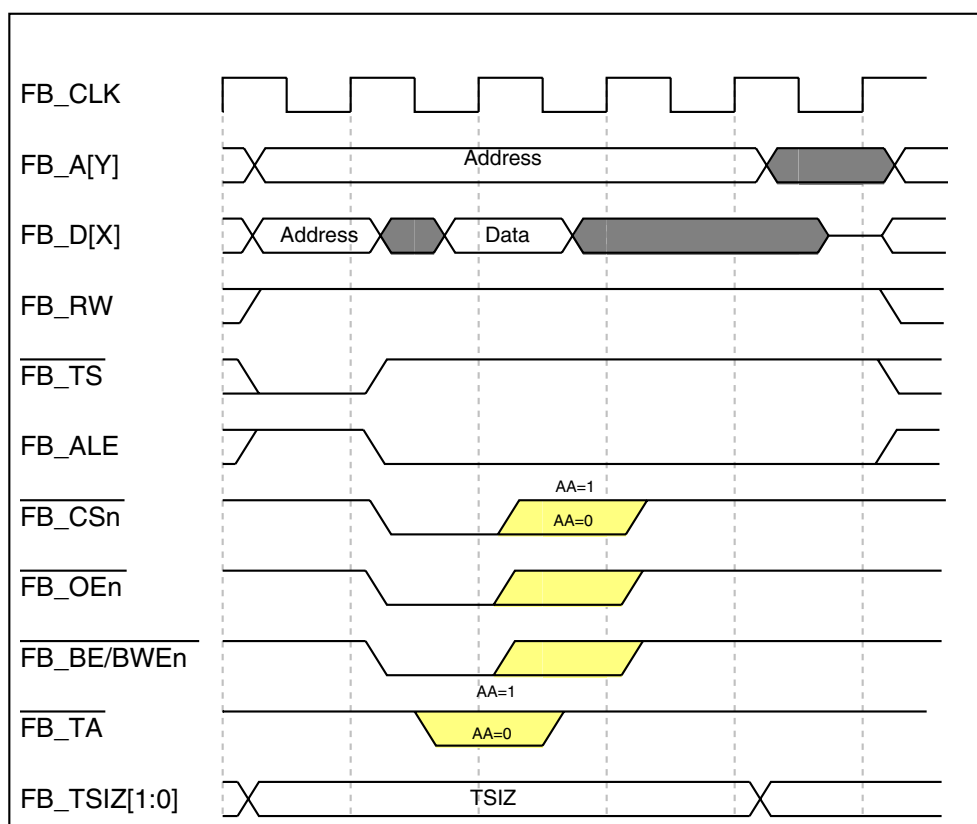 FB_CLK
FB_A[Y]
Address
FB_D[X]
Address
Data
FB_RW
FB_TS
FB_ALE
AA=1
FB_CSn
AA=0
FB_OEn
FB_BE/BWEn
AA=1
FB_TA
AA=0
FB_TSIZ[1:0]
TSIZ